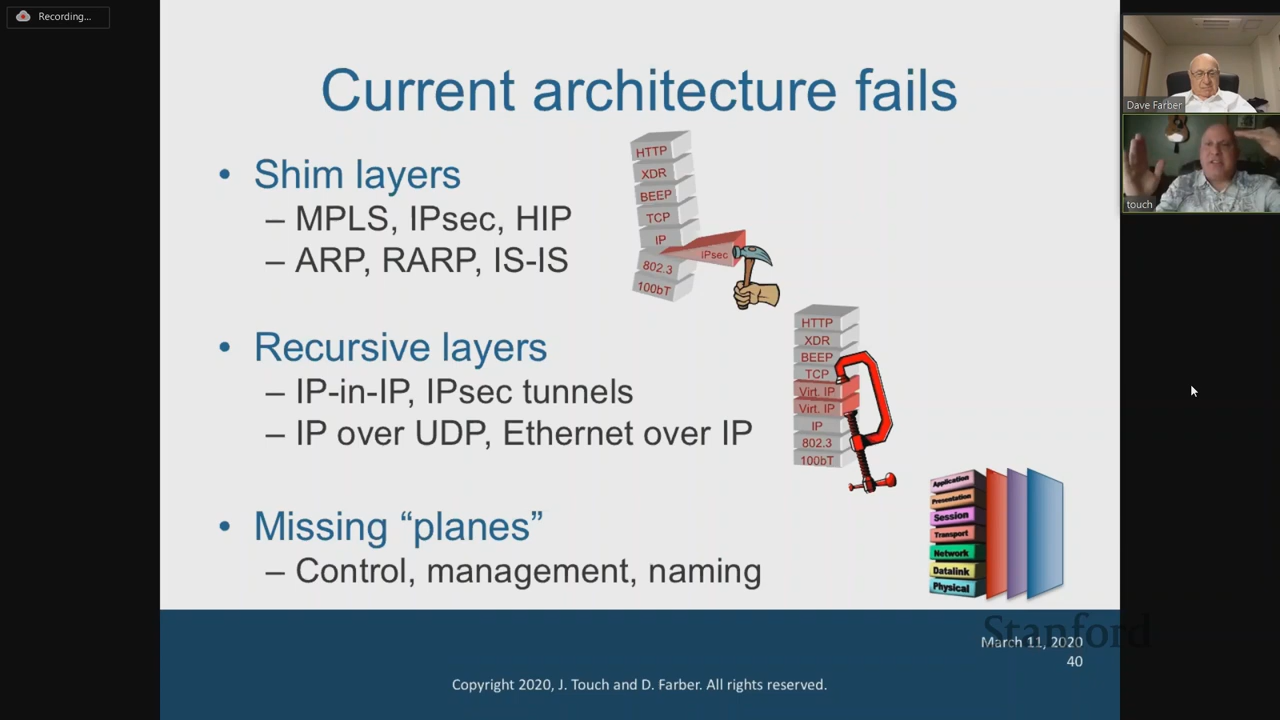 Recording...
Current architecture fails
• Shim layers
– MPLS, IPsec, HIP
– ARP, RARP, IS-IS
HTTP
XDR
BEEP
TCP
IP
IPsec
802.3
100bT
• Recursive layers
– IP-in-IP, IPsec tunnels
– IP over UDP, Ethernet over IP
HTTP
XDR
BEEP
TCP
Virt. IP
Virt. IP
IP
802.3
100bT
• Missing “planes”
– Control, management, naming
Application
Presentation
Session
Transport
Network
Datalink
Physical
Stanford
March 11, 2020
40
Copyright 2020, J. Touch and D. Farber. All rights reserved.
Dave Farber
touch